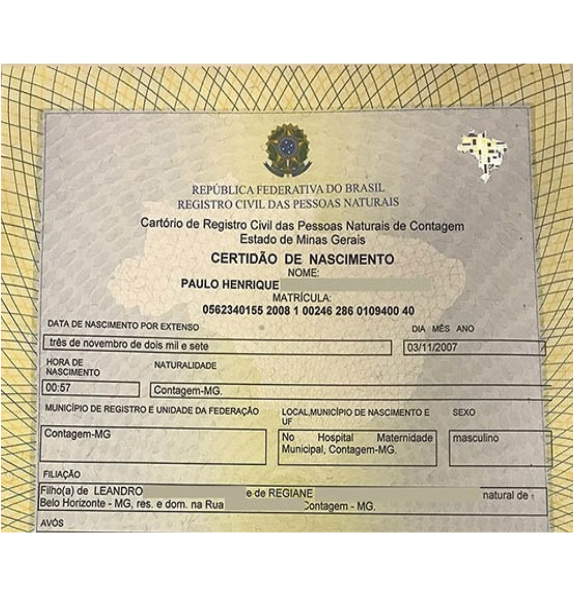 REPÚBLICA FEDERATIVA DO BRASIL
REGISTRO CIVIL DAS PESSOAS NATURAIS
Cartório de Registro Civil das Pessoas Naturais de Contagem
Estado de Minas Gerais
CERTIDÃO DE NASCIMENTO
NOME:
PAULO HENRIQUE
MATRÍCULA:
0562340155 2008 1 00246 286 0109400 40
DATA DE NASCIMENTO POR EXTENSO
DIA MÊS ANO
três de novembro de dois mil e sete
03/11/2007
HORA DE
NASCIMENTO
NATURALIDADE
00:57
Contagem-MG.
MUNICÍPIO DE REGISTRO E UNIDADE DA FEDERAÇÃO
LOCAL,MUNICÍPIO DE NASCIMENTO E
UF
SEXO
Contagem-MG
No Hospital Maternidade
Municipal, Contagem-MG.
masculino
FILIAÇÃO
Filho(a) de LEANDRO e de REGIANE natural de
Belo Horizonte - MG, res. e dom. na Rua Contagem - MG.
AVÓS